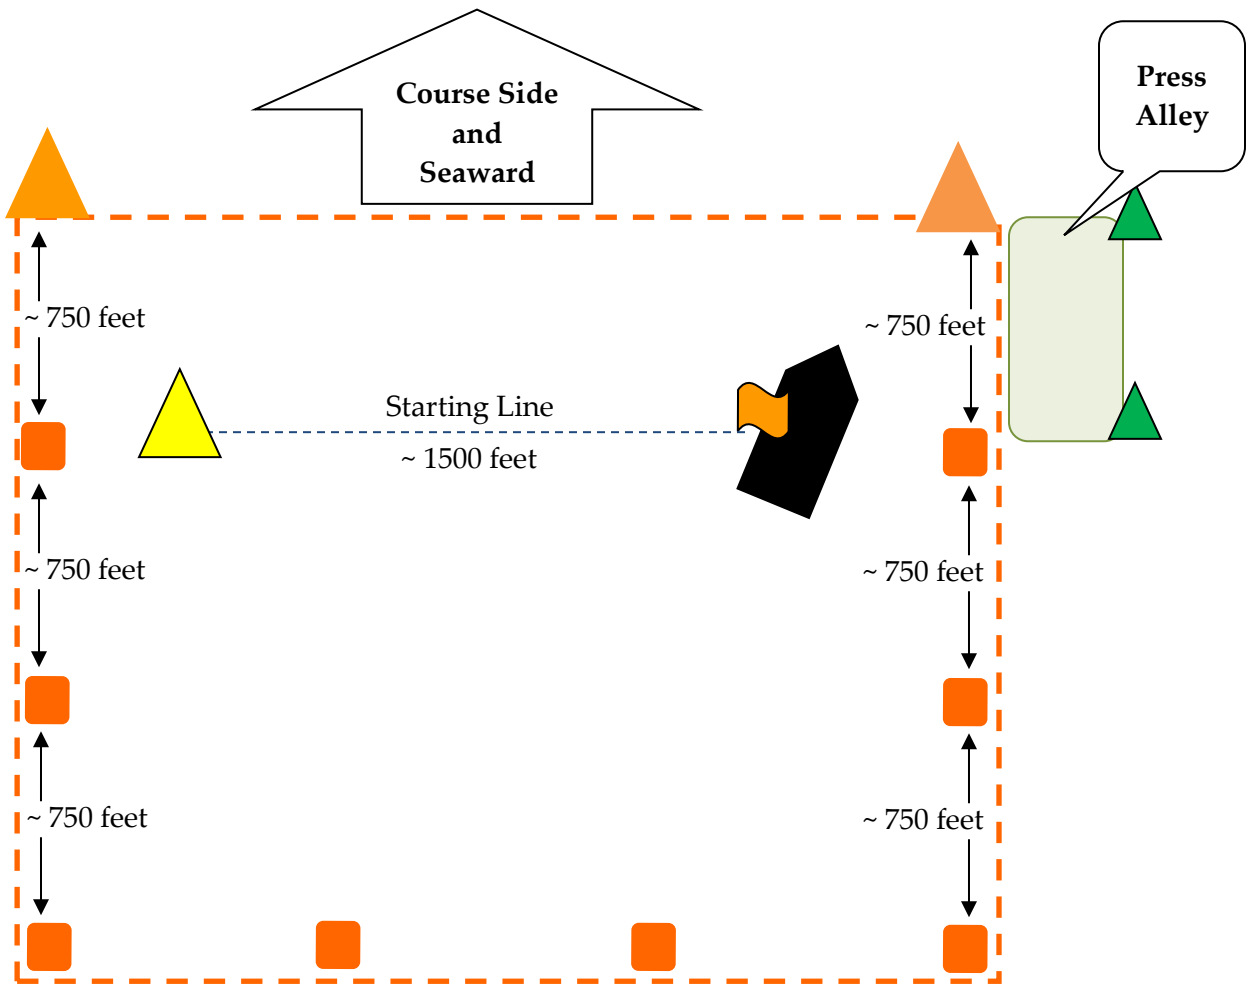 Course Side
and
Seaward
Press
Alley
~ 750 feet
~ 750 feet
Starting Line
~ 1500 feet
~ 750 feet
~ 750 feet
~ 750 feet
~ 750 feet